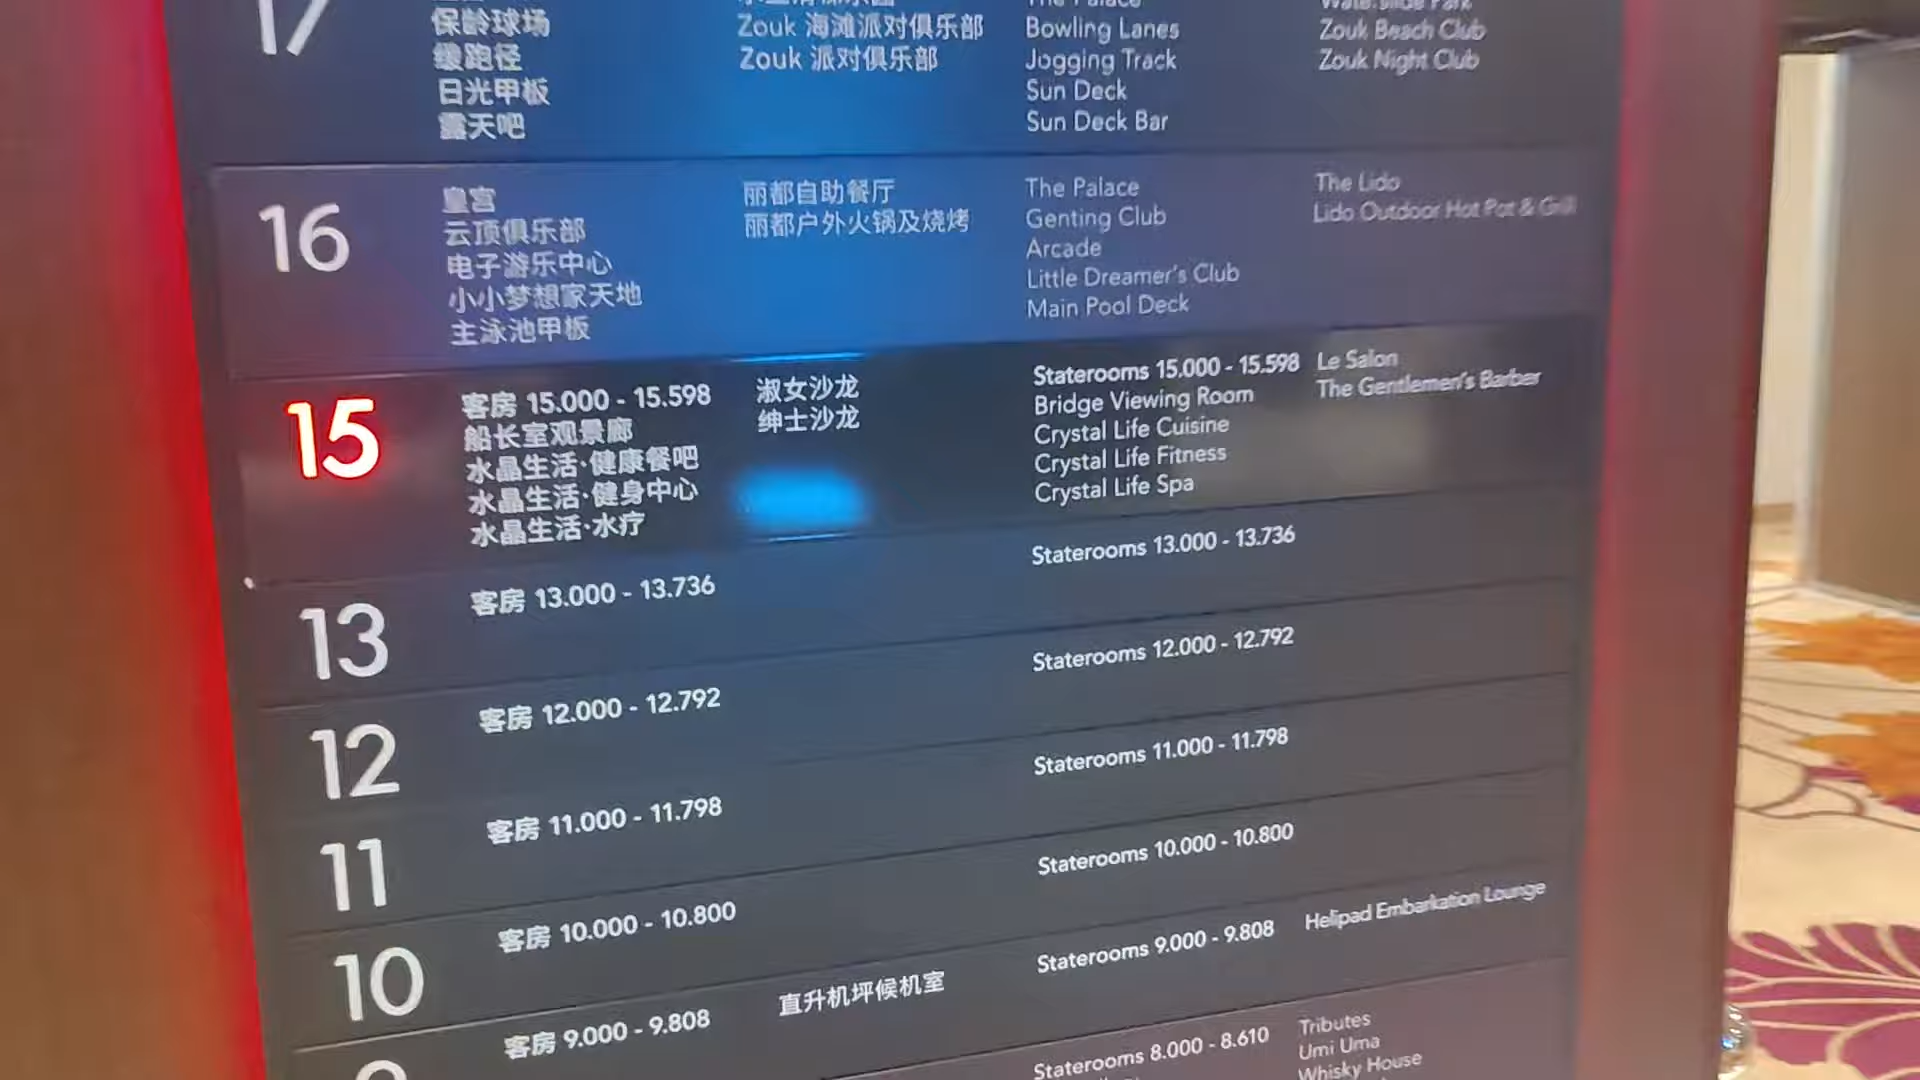 17
保龄球场
缓跑径
日光甲板
露天吧
Zouk 海滩派对俱乐部
Zouk 派对俱乐部
The Palace
Bowling Lanes
Jogging Track
Sun Deck
Sun Deck Bar
Waterslide Park
Zouk Beach Club
Zouk Night Club
16
皇宫
云顶俱乐部
电子游乐中心
小小梦想家天地
主泳池甲板
丽都自助餐厅
丽都户外火锅及烧烤
The Palace
Genting Club
Arcade
Little Dreamer's Club
Main Pool Deck
The Lido
Lido Outdoor Hot Pot & Grill
15
客房 15.000 - 15.598
船长室观景廊
水晶生活·健康餐吧
水晶生活·健身中心
水晶生活·水疗
淑女沙龙
绅士沙龙
Staterooms 15.000 - 15.598
Bridge Viewing Room
Crystal Life Cuisine
Crystal Life Fitness
Crystal Life Spa
Le Salon
The Gentlemen's Barber
13
客房 13.000 - 13.736
Staterooms 13.000 - 13.736
12
客房 12.000 - 12.792
Staterooms 12.000 - 12.792
11
客房 11.000 - 11.798
Staterooms 11.000 - 11.798
10
客房 10.000 - 10.800
Staterooms 10.000 - 10.800
客房 9.000 - 9.808
直升机坪候机室
Staterooms 9.000 - 9.808
Helipad Embarkation Lounge
Staterooms 8.000 - 8.610
Tributes
Umi Uma
Whisky House